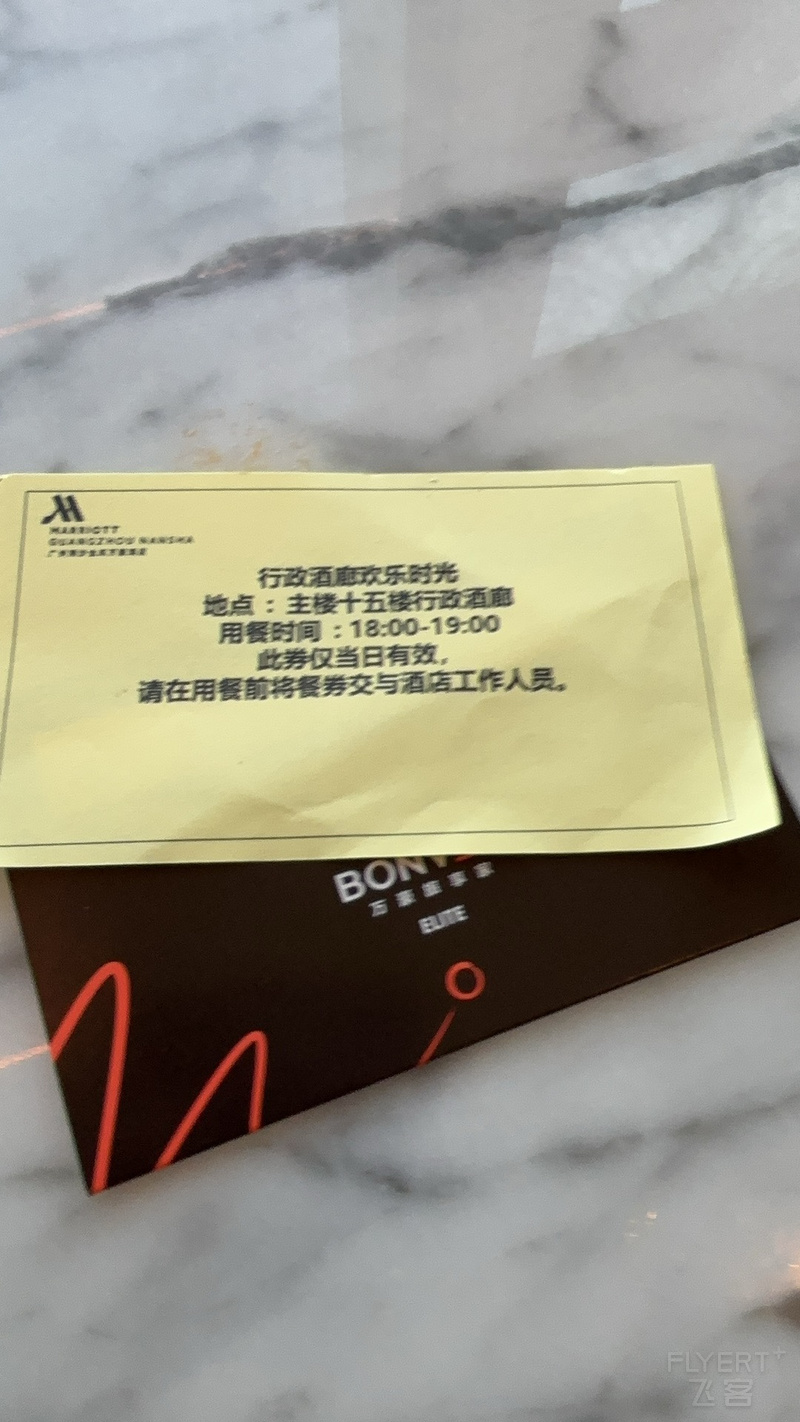 MARRIOTT
GUANGZHOU NANSHA
行政酒廊欢乐时光
地点 ：主楼十五楼行政酒廊
用餐时间 ：18:00-19:00
此券仅当日有效，
请在用餐前将餐券交与酒店工作人员。
BONV
万豪旅享家
ELITE
FLYERT+
飞客